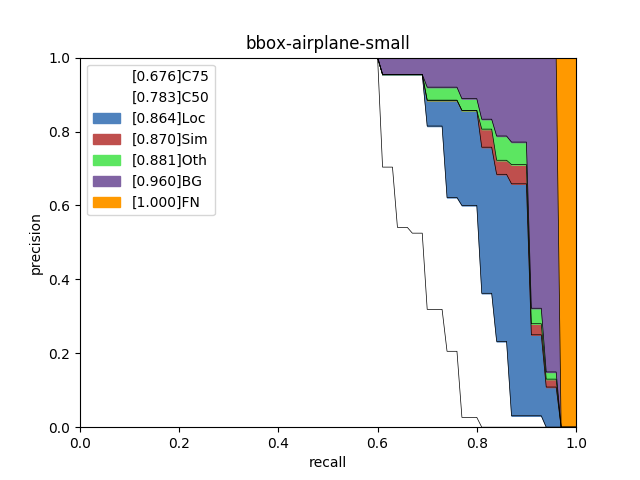 bbox-airplane-small
1.0
0.8
0.6
0.4
0.2
0.0
precision
[0.676]C75
[0.783]C50
[0.864]Loc
[0.870]Sim
[0.881]Oth
[0.960]BG
[1.000]FN
0.0 0.2 0.4 0.6 0.8 1.0
recall